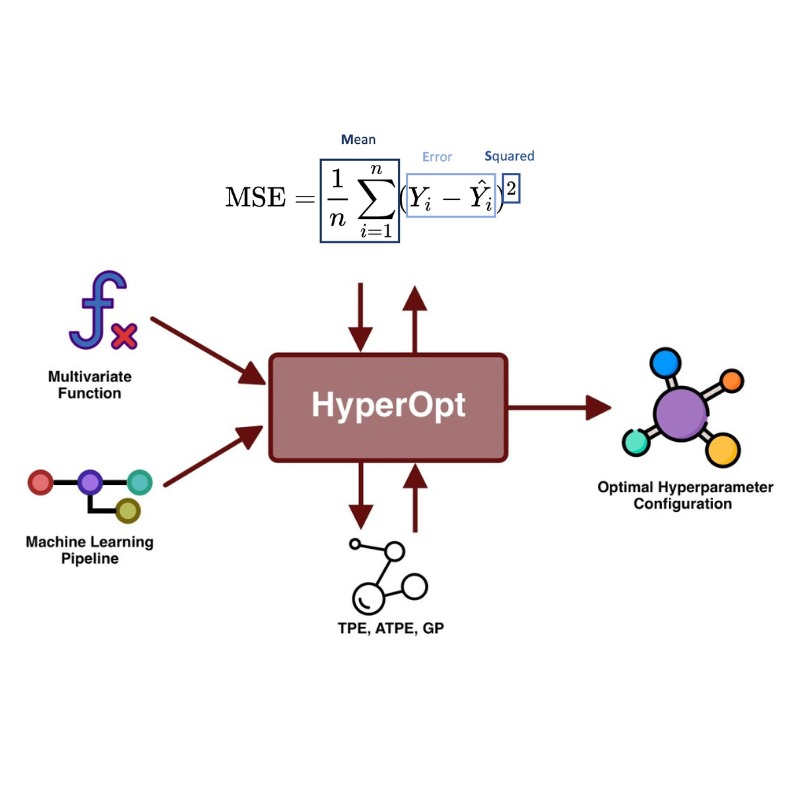 Mean
Error Squared
MSE = \frac{1}{n} \sum_{i=1}^{n} (Y_i - \hat{Y}_i)^2
Multivariate
Function
HyperOpt
Machine Learning
Pipeline
Optimal Hyperparameter
Configuration
TPE, ATPE, GP